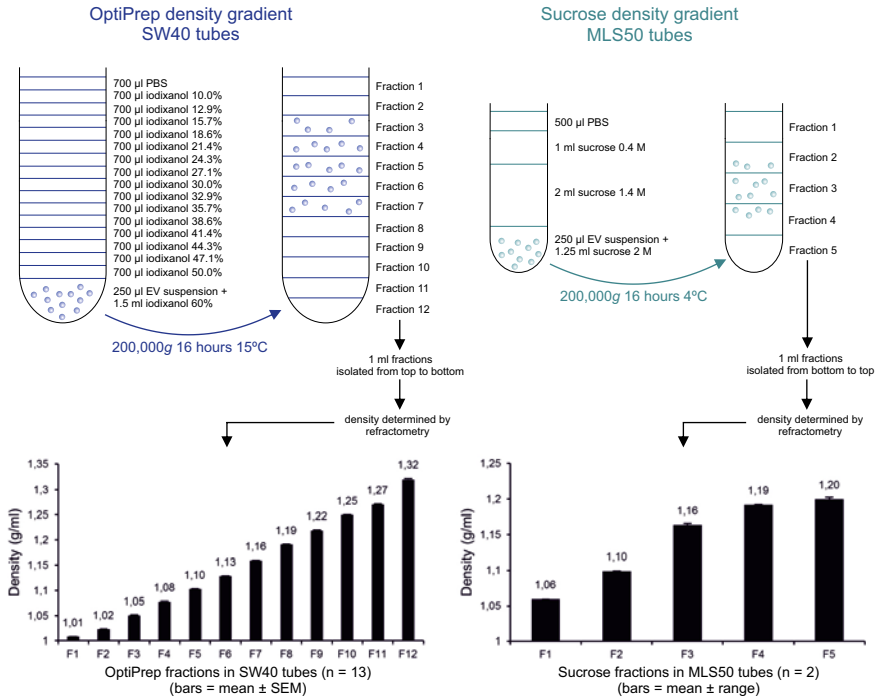 OptiPrep density gradient
SW40 tubes
700 µl PBS
700 µl iodixanol 10.0%
700 µl iodixanol 12.9%
700 µl iodixanol 15.7%
700 µl iodixanol 18.6%
700 µl iodixanol 21.4%
700 µl iodixanol 24.3%
700 µl iodixanol 27.1%
700 µl iodixanol 30.0%
700 µl iodixanol 32.9%
700 µl iodixanol 35.7%
700 µl iodixanol 38.6%
700 µl iodixanol 41.4%
700 µl iodixanol 44.3%
700 µl iodixanol 47.1%
700 µl iodixanol 50.0%
250 µl EV suspension +
1.5 ml iodixanol 60%
Fraction 1
Fraction 2
Fraction 3
Fraction 4
Fraction 5
Fraction 6
Fraction 7
Fraction 8
Fraction 9
Fraction 10
Fraction 11
Fraction 12
200,000g 16 hours 15ºC
1 ml fractions
isolated from top to bottom
density determined by
refractometry
Density (g/ml)
1,35
1,3
1,25
1,2
1,15
1,1
1,05
1
1,01
1,02
1,05
1,08
1,10
1,13
1,16
1,19
1,22
1,25
1,27
1,32
F1 F2 F3 F4 F5 F6 F7 F8 F9 F10 F11 F12
OptiPrep fractions in SW40 tubes (n = 13)
(bars = mean ± SEM)
Sucrose density gradient
MLS50 tubes
500 µl PBS
1 ml sucrose 0.4 M
2 ml sucrose 1.4 M
250 µl EV suspension +
1.25 ml sucrose 2 M
Fraction 1
Fraction 2
Fraction 3
Fraction 4
Fraction 5
200,000g 16 hours 4ºC
1 ml fractions
isolated from bottom to top
density determined by
refractometry
Density (g/ml)
1,25
1,2
1,15
1,1
1,05
1
1,06
1,10
1,16
1,19
1,20
F1 F2 F3 F4 F5
Sucrose fractions in MLS50 tubes (n = 2)
(bars = mean ± range)